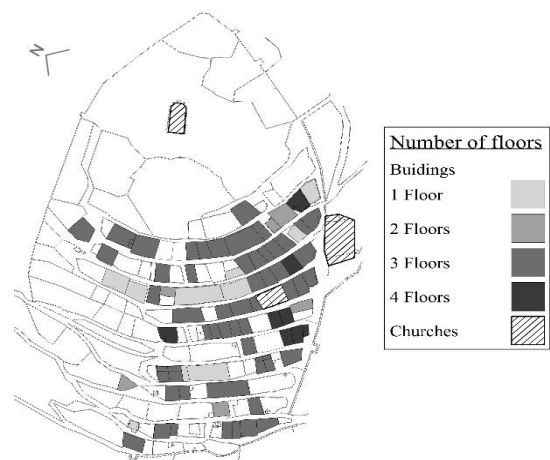 N
Number of floors
Buidings
1 Floor
2 Floors
3 Floors
4 Floors
Churches